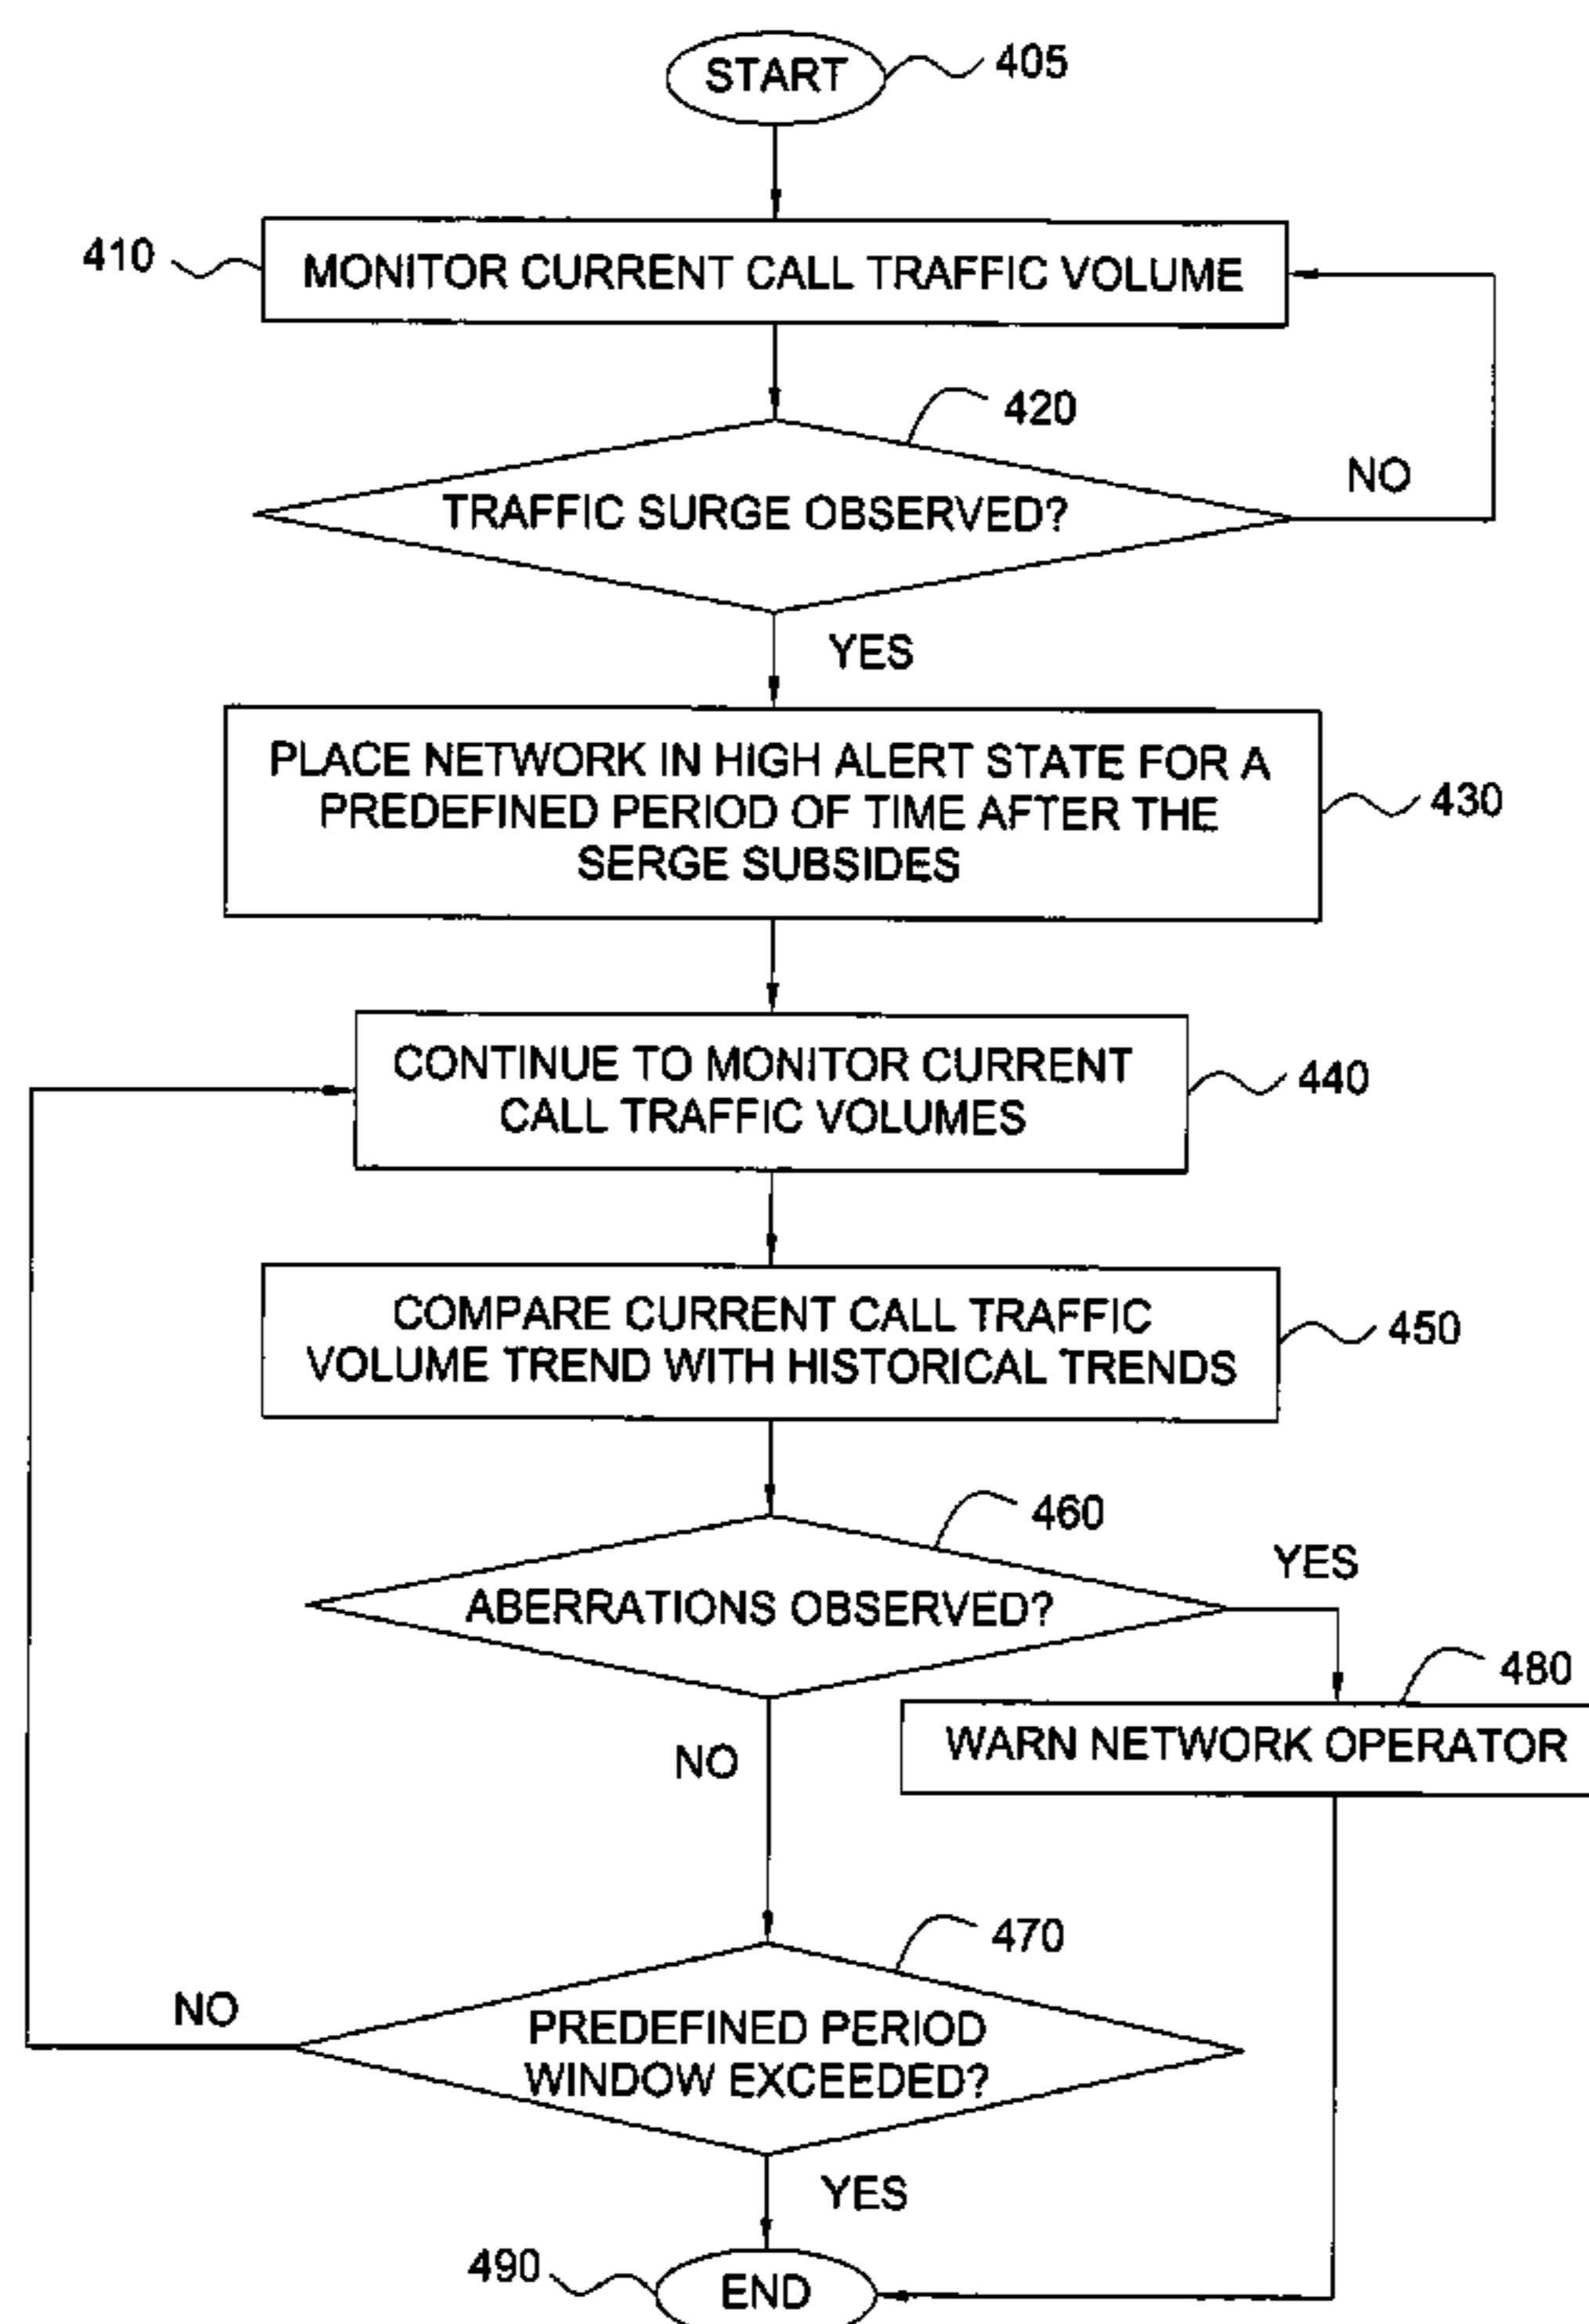 START
405
410
MONITOR CURRENT CALL TRAFFIC VOLUME
420
TRAFFIC SURGE OBSERVED?
NO
YES
PLACE NETWORK IN HIGH ALERT STATE FOR A
PREDEFINED PERIOD OF TIME AFTER THE
SERGE SUBSIDES
430
CONTINUE TO MONITOR CURRENT
CALL TRAFFIC VOLUMES
440
COMPARE CURRENT CALL TRAFFIC
VOLUME TREND WITH HISTORICAL TRENDS
450
460
ABERRATIONS OBSERVED?
YES
480
WARN NETWORK OPERATOR
NO
470
PREDEFINED PERIOD
WINDOW EXCEEDED?
NO
YES
490
END